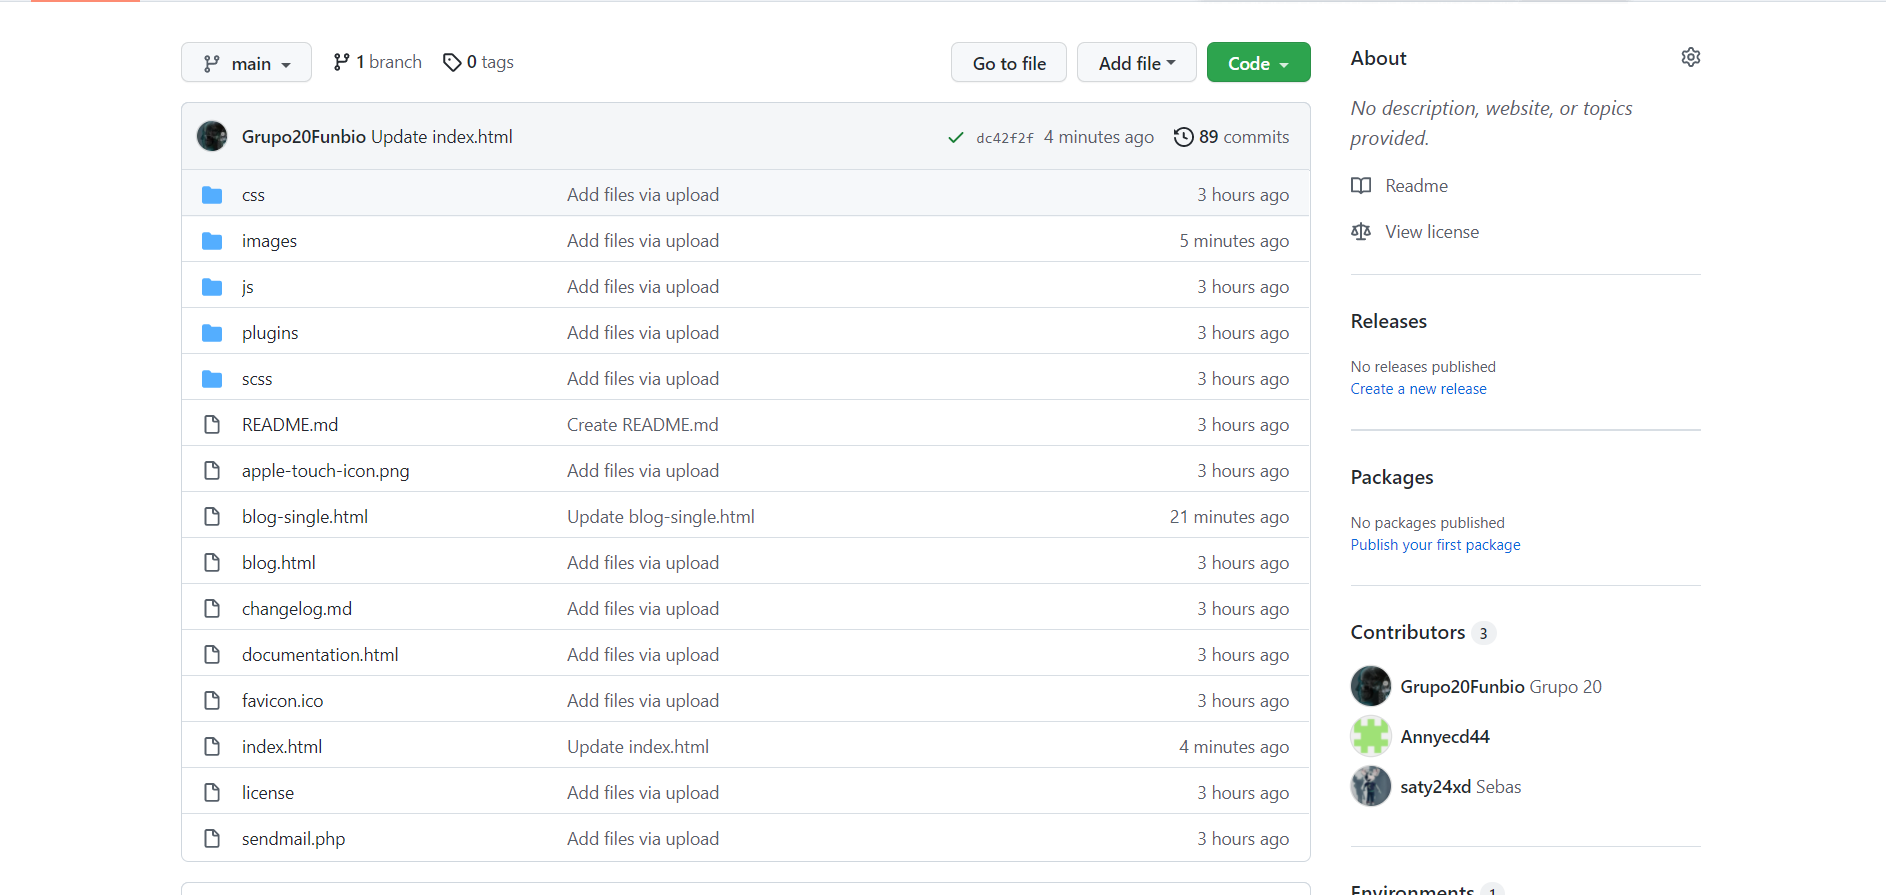 main
1 branch
0 tags
Go to file
Add file
Code
Grupo20Funbio Update index.html
dc42f2f 4 minutes ago
89 commits
css Add files via upload 3 hours ago
images Add files via upload 5 minutes ago
js Add files via upload 3 hours ago
plugins Add files via upload 3 hours ago
scss Add files via upload 3 hours ago
README.md Create README.md 3 hours ago
apple-touch-icon.png Add files via upload 3 hours ago
blog-single.html Update blog-single.html 21 minutes ago
blog.html Add files via upload 3 hours ago
changelog.md Add files via upload 3 hours ago
documentation.html Add files via upload 3 hours ago
favicon.ico Add files via upload 3 hours ago
index.html Update index.html 4 minutes ago
license Add files via upload 3 hours ago
sendmail.php Add files via upload 3 hours ago
About
No description, website, or topics
provided.
Readme
View license
Releases
No releases published
Create a new release
Packages
No packages published
Publish your first package
Contributors 3
Grupo20Funbio Grupo 20
Annyecd44
saty24xd Sebas
Environments 1